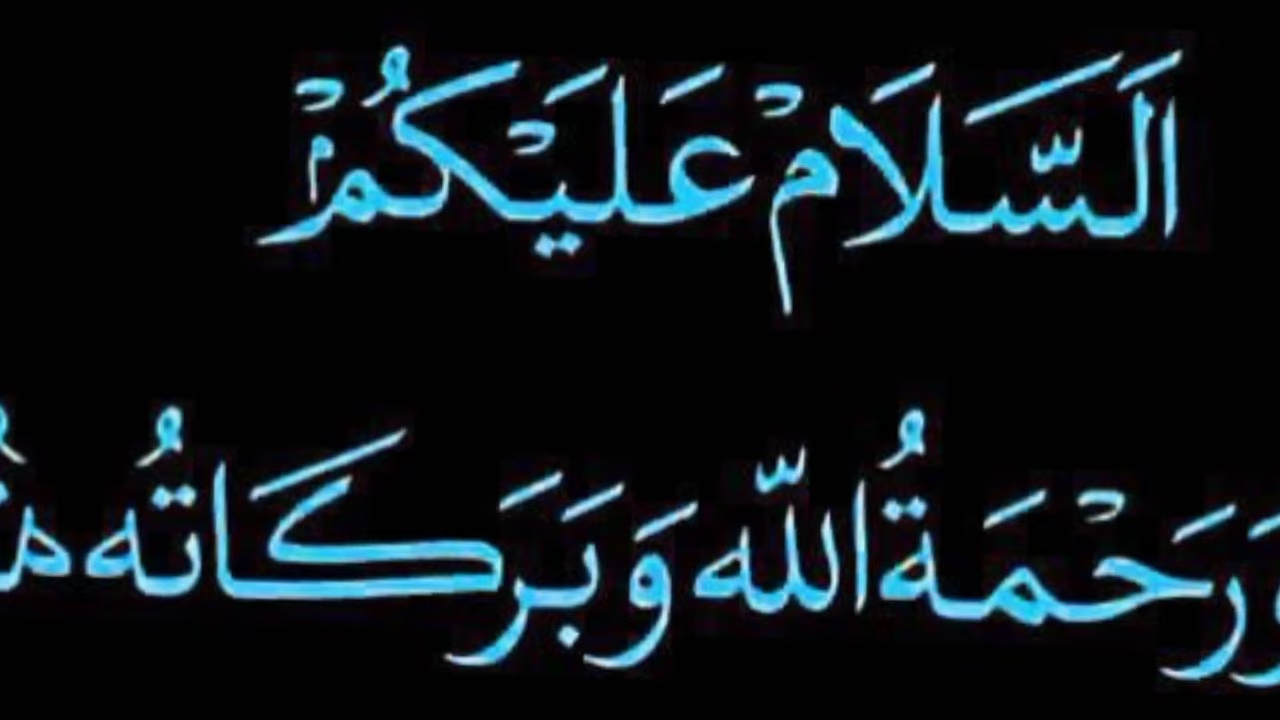 اَلسَّلَامْ عَلَيْكُمْ
وَرَحْمَةُ اللّه وَبَرَكَاتُه